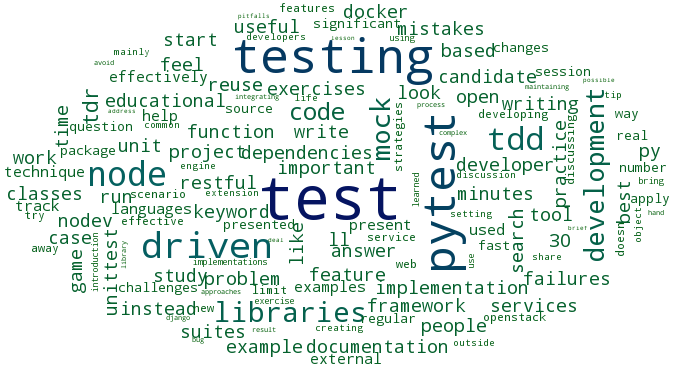 features docker
pitfalls
developers
useful significant mistakes
start testing lesson using
mainly based changes
avoid feel
effectively candidate session
possible
integrating reuse exercises look open maintaining
tdr educational source life writing tip
address
code mock process
developing way
time question common help function write strategies tdd complex practice discussing real
package unit project dependencies py
work engine important developer discussion number
technique node pytest development best
restful test learned minutes bring
classes run scenario extension setting apply
track languages keyword present used tool
try nodev effective presented service search fast 30 share object hand
away case driven like ll answer web use doesn brief
introduction library implementations
game unittest study problem feature failures
challenges limit examples implementation services
approaches
instead new exercise framework
django libraries regular openstack
suites creating people
bug result outside
example documentation
external